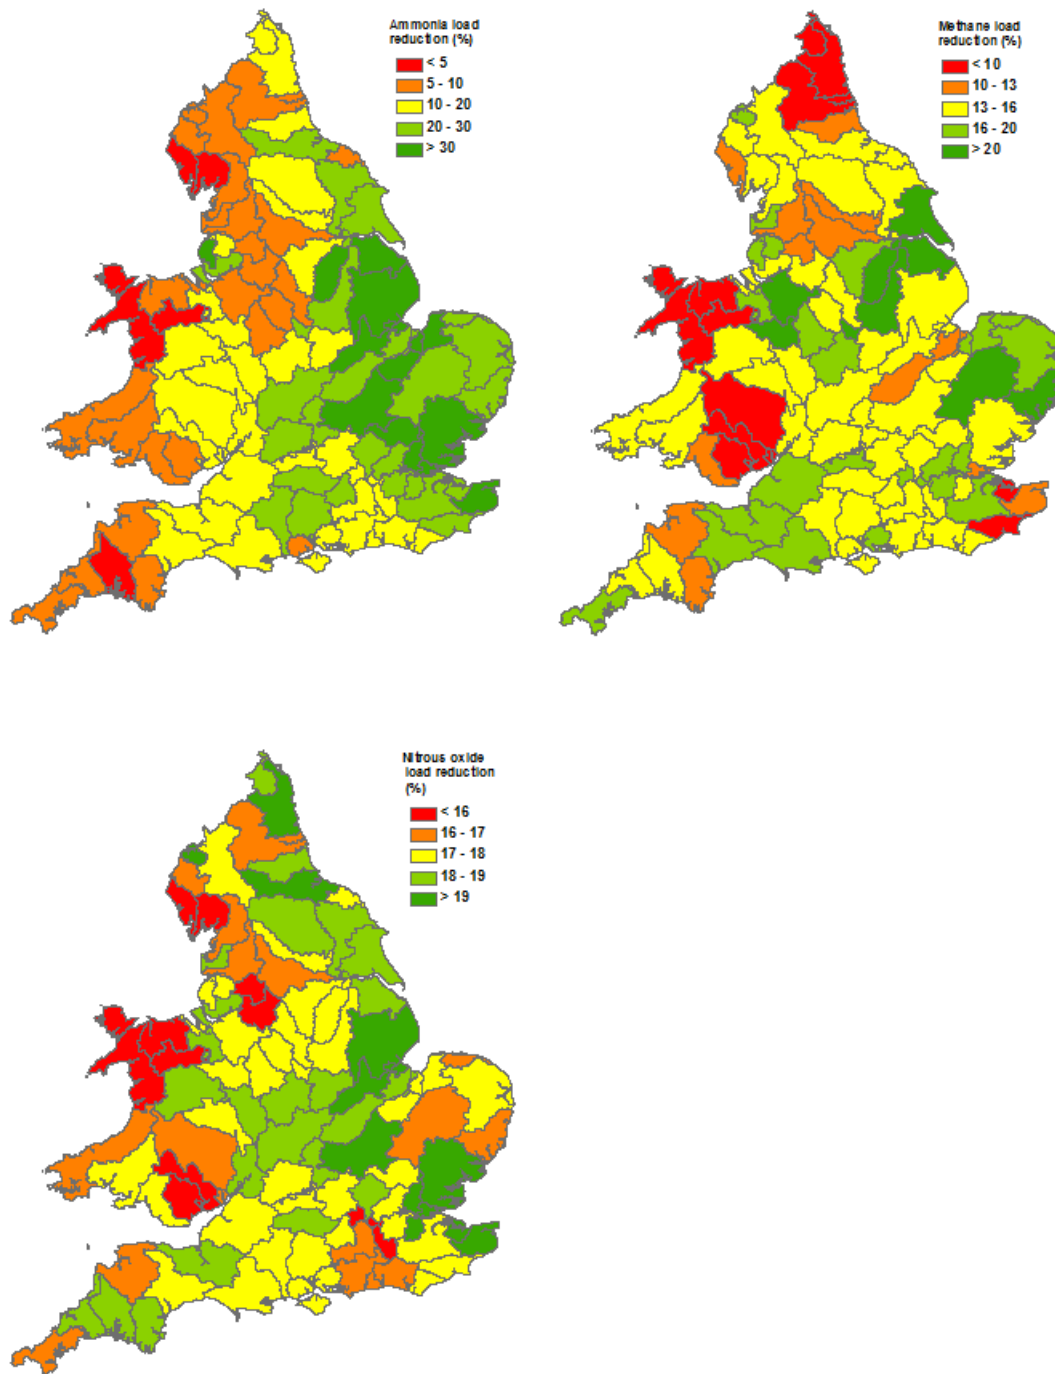 Ammonia load
reduction (%)
< 5
5 - 10
10 - 20
20 - 30
> 30
Methane load
reduction (%)
< 10
10 - 13
13 - 16
16 - 20
> 20
Nitrous oxide
load reduction
(%)
< 16
16 - 17
17 - 18
18 - 19
> 19